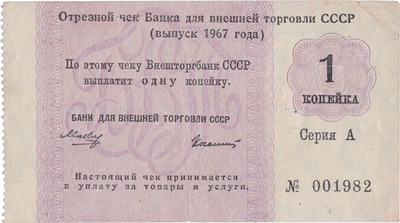 Отрезной чек Банка для внешней торговли СССР
(выпуск 1967 года)
По этому чеку Внешторгбанк СССР
выплатит одну копейку.
БАНК ДЛЯ ВНЕШНЕЙ ТОРГОВЛИ СССР
Настоящий чек принимается
в уплату за товары и услуги.
1
КОПЕЙКА
Серия А
№ 001982